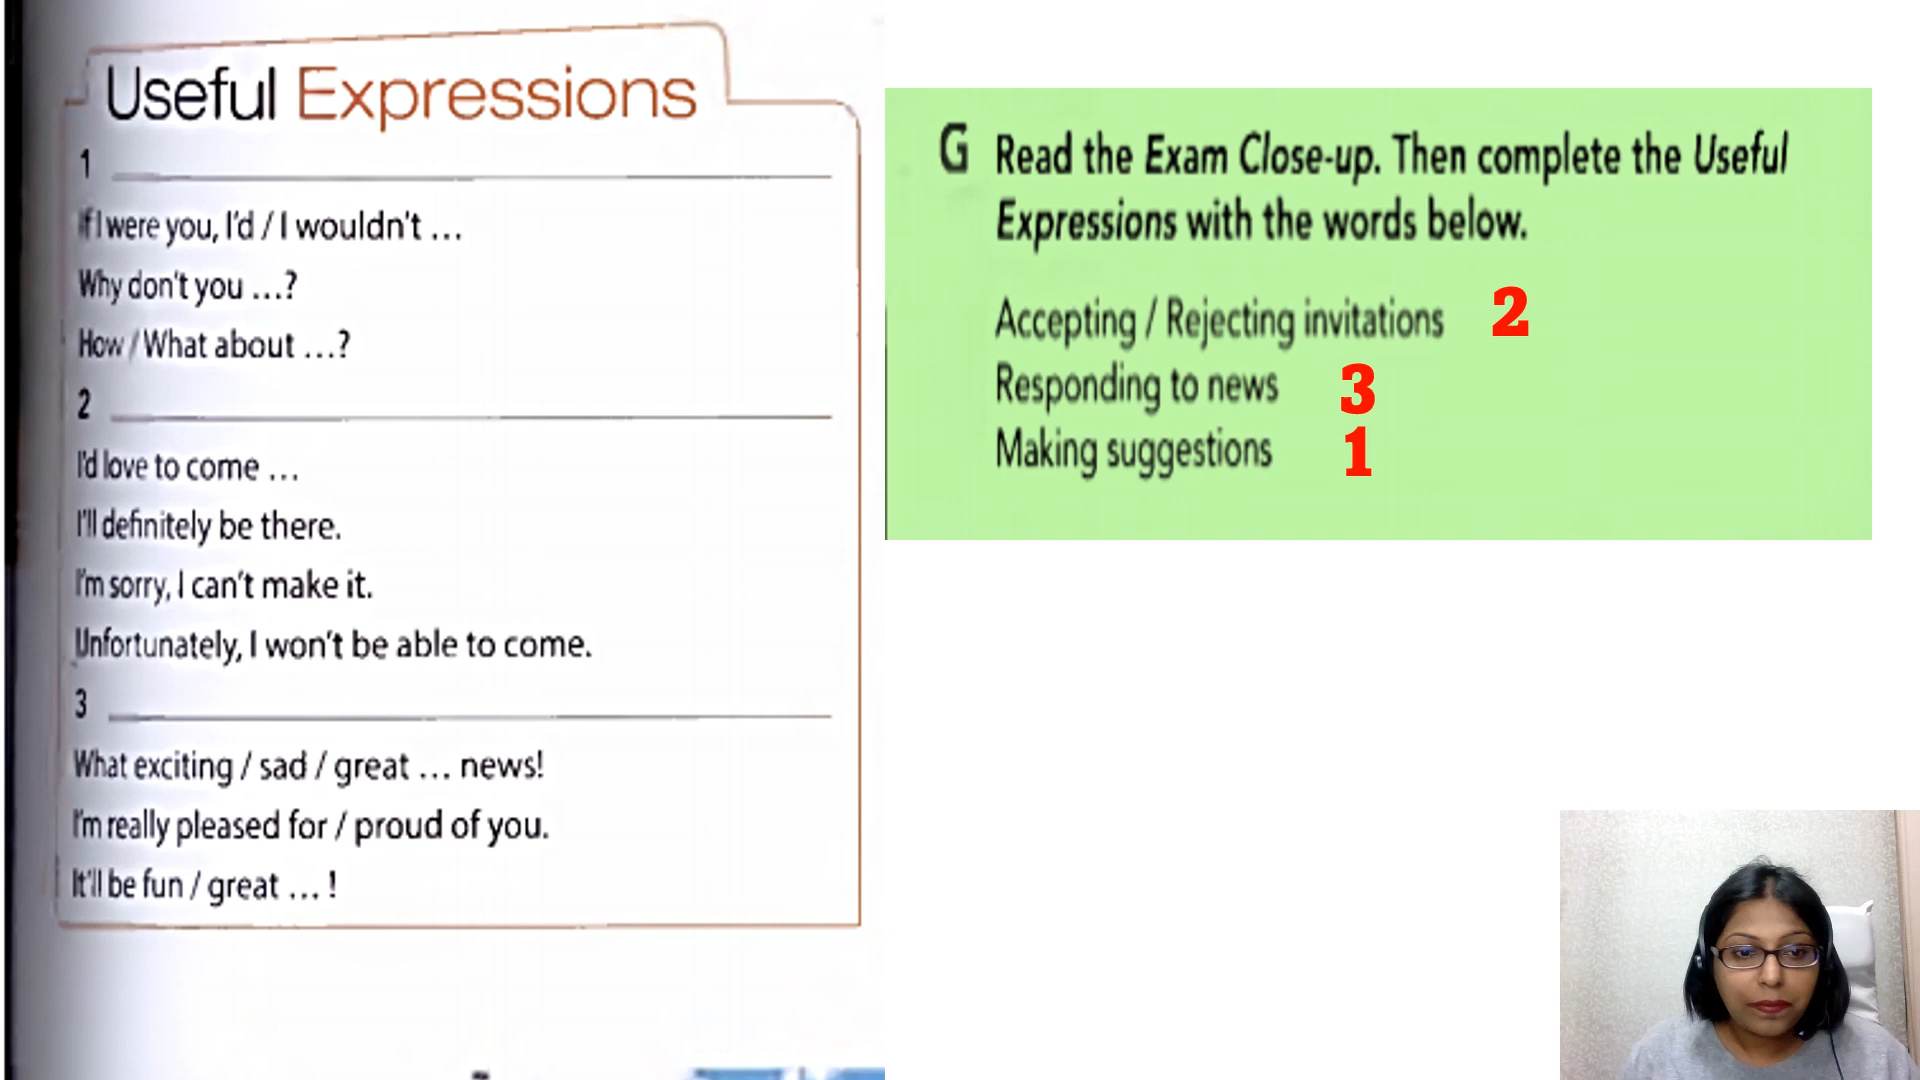 Useful Expressions
1
If I were you, I'd / I wouldn't ...
Why don't you ...?
How / What about ...?
2
I'd love to come ...
I'll definitely be there.
I'm sorry, I can't make it.
Unfortunately, I won't be able to come.
3
What exciting / sad / great ... news!
I'm really pleased for / proud of you.
It'll be fun / great ... !
G Read the Exam Close-up. Then complete the Useful
Expressions with the words below.
Accepting / Rejecting invitations 2
Responding to news 3
Making suggestions 1